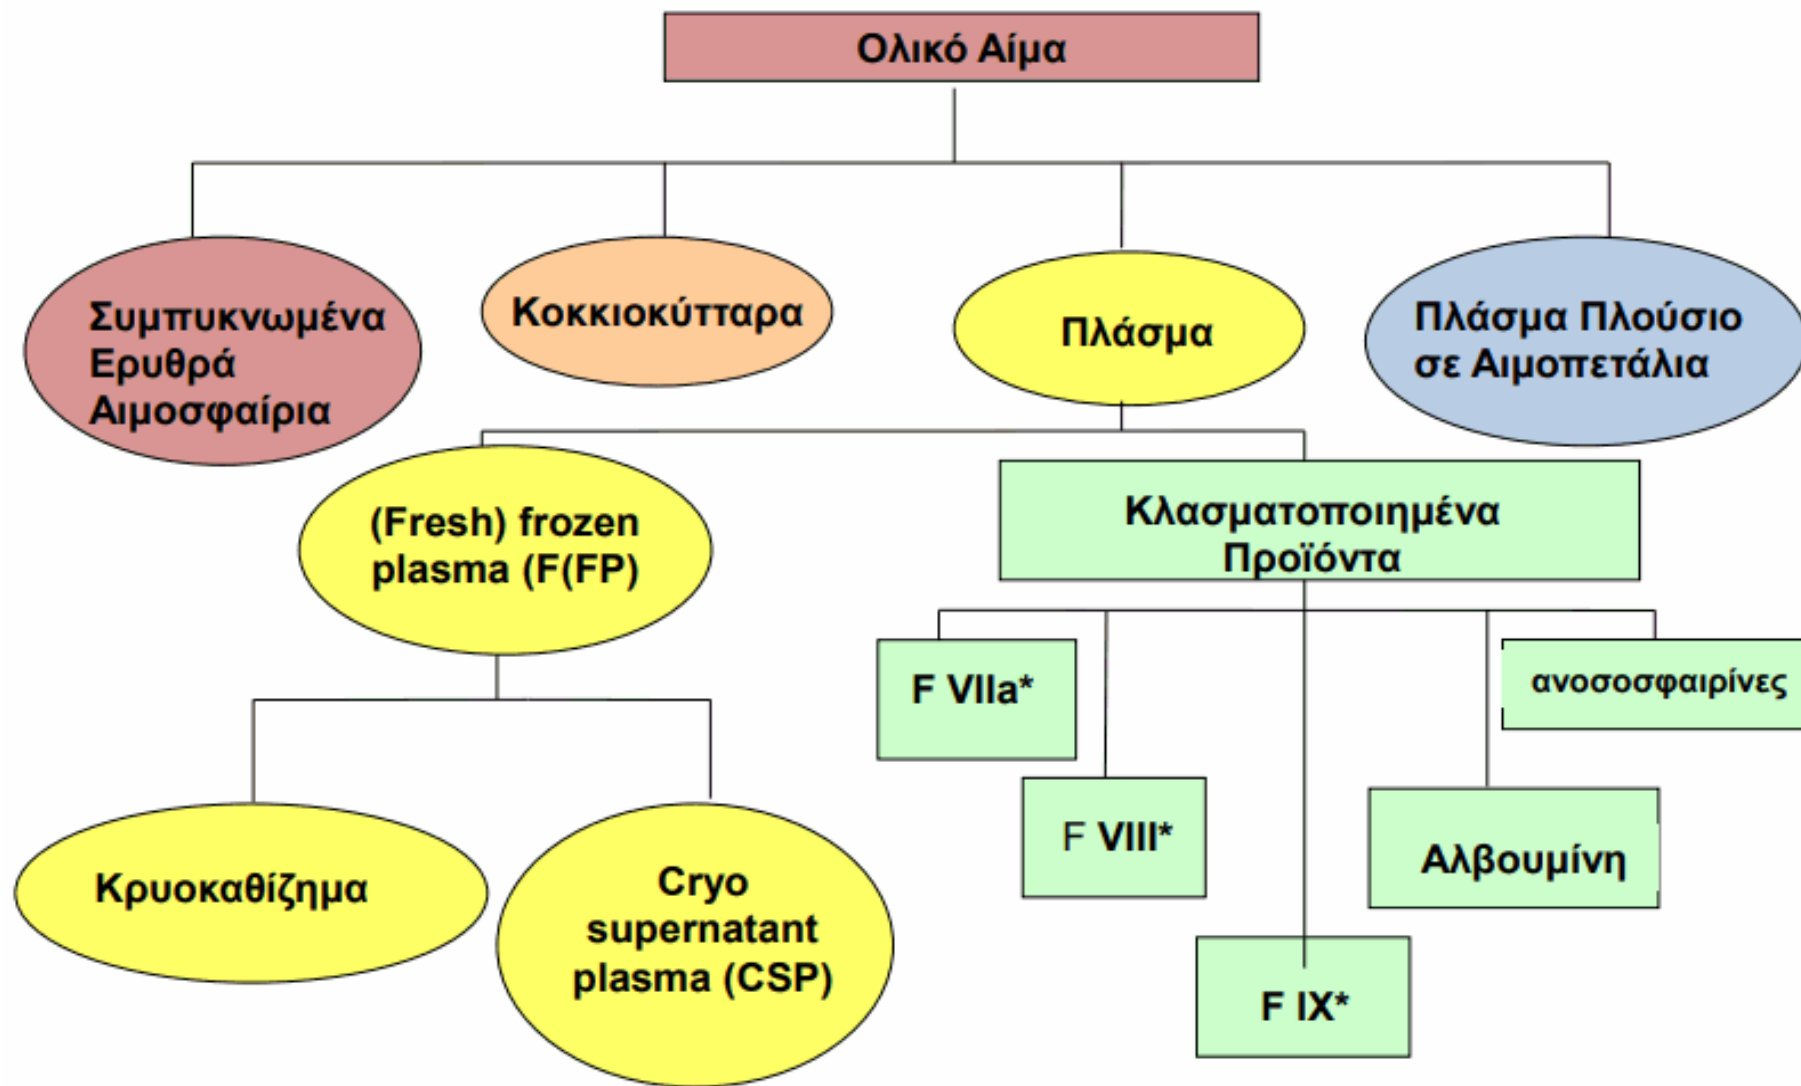 Ολικό Αίμα
Συμπυκνωμένα
Ερυθρά
Αιμοσφαίρια
Κοκκιοκύτταρα
Πλάσμα
Πλάσμα Πλούσιο
σε Αιμοπετάλια
(Fresh) frozen
plasma (F(FP)
Κλασματοποιημένα
Προϊόντα
F VIIa*
ανοσοσφαιρίνες
F VIII*
Αλβουμίνη
Κρυοκαθίζημα
Cryo
supernatant
plasma (CSP)
F IX*